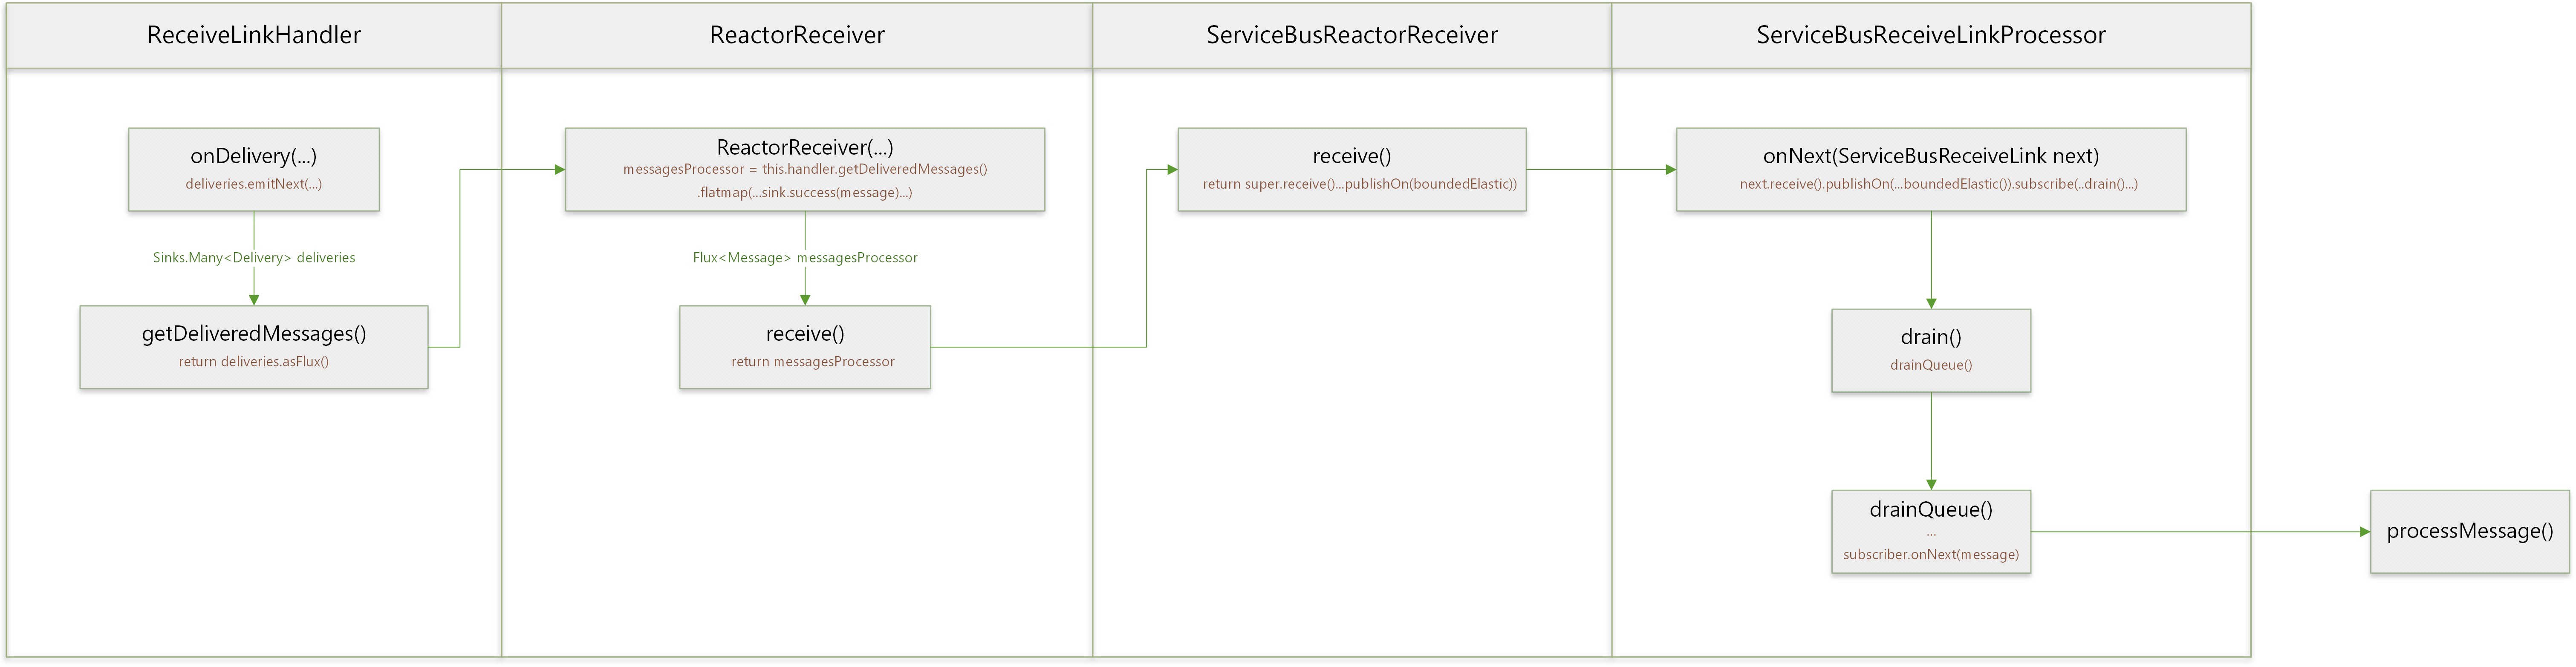 ReceiveLinkHandler
ReactorReceiver
ServiceBusReactorReceiver
ServiceBusReceiveLinkProcessor
onDelivery(...)
deliveries.emitNext(...)
Sinks.Many<Delivery> deliveries
getDeliveredMessages()
return deliveries.asFlux()
ReactorReceiver(...)
messagesProcessor = this.handler.getDeliveredMessages()
.flatmap(...sink.success(message)...)
Flux<Message> messagesProcessor
receive()
return messagesProcessor
receive()
return super.receive()...publishOn(boundedElastic))
onNext(ServiceBusReceiveLink next)
next.receive().publishOn(...boundedElastic()).subscribe(..drain()...)
drain()
drainQueue()
drainQueue()
...
subscriber.onNext(message)
processMessage()